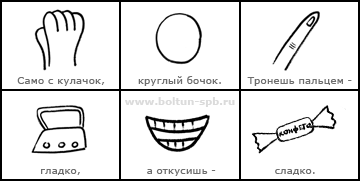 Само с кулачок,
круглый бочок.
Тронешь пальцем -
www.boltun-spb.ru
конфета
гладко,
а откусишь -
сладко.